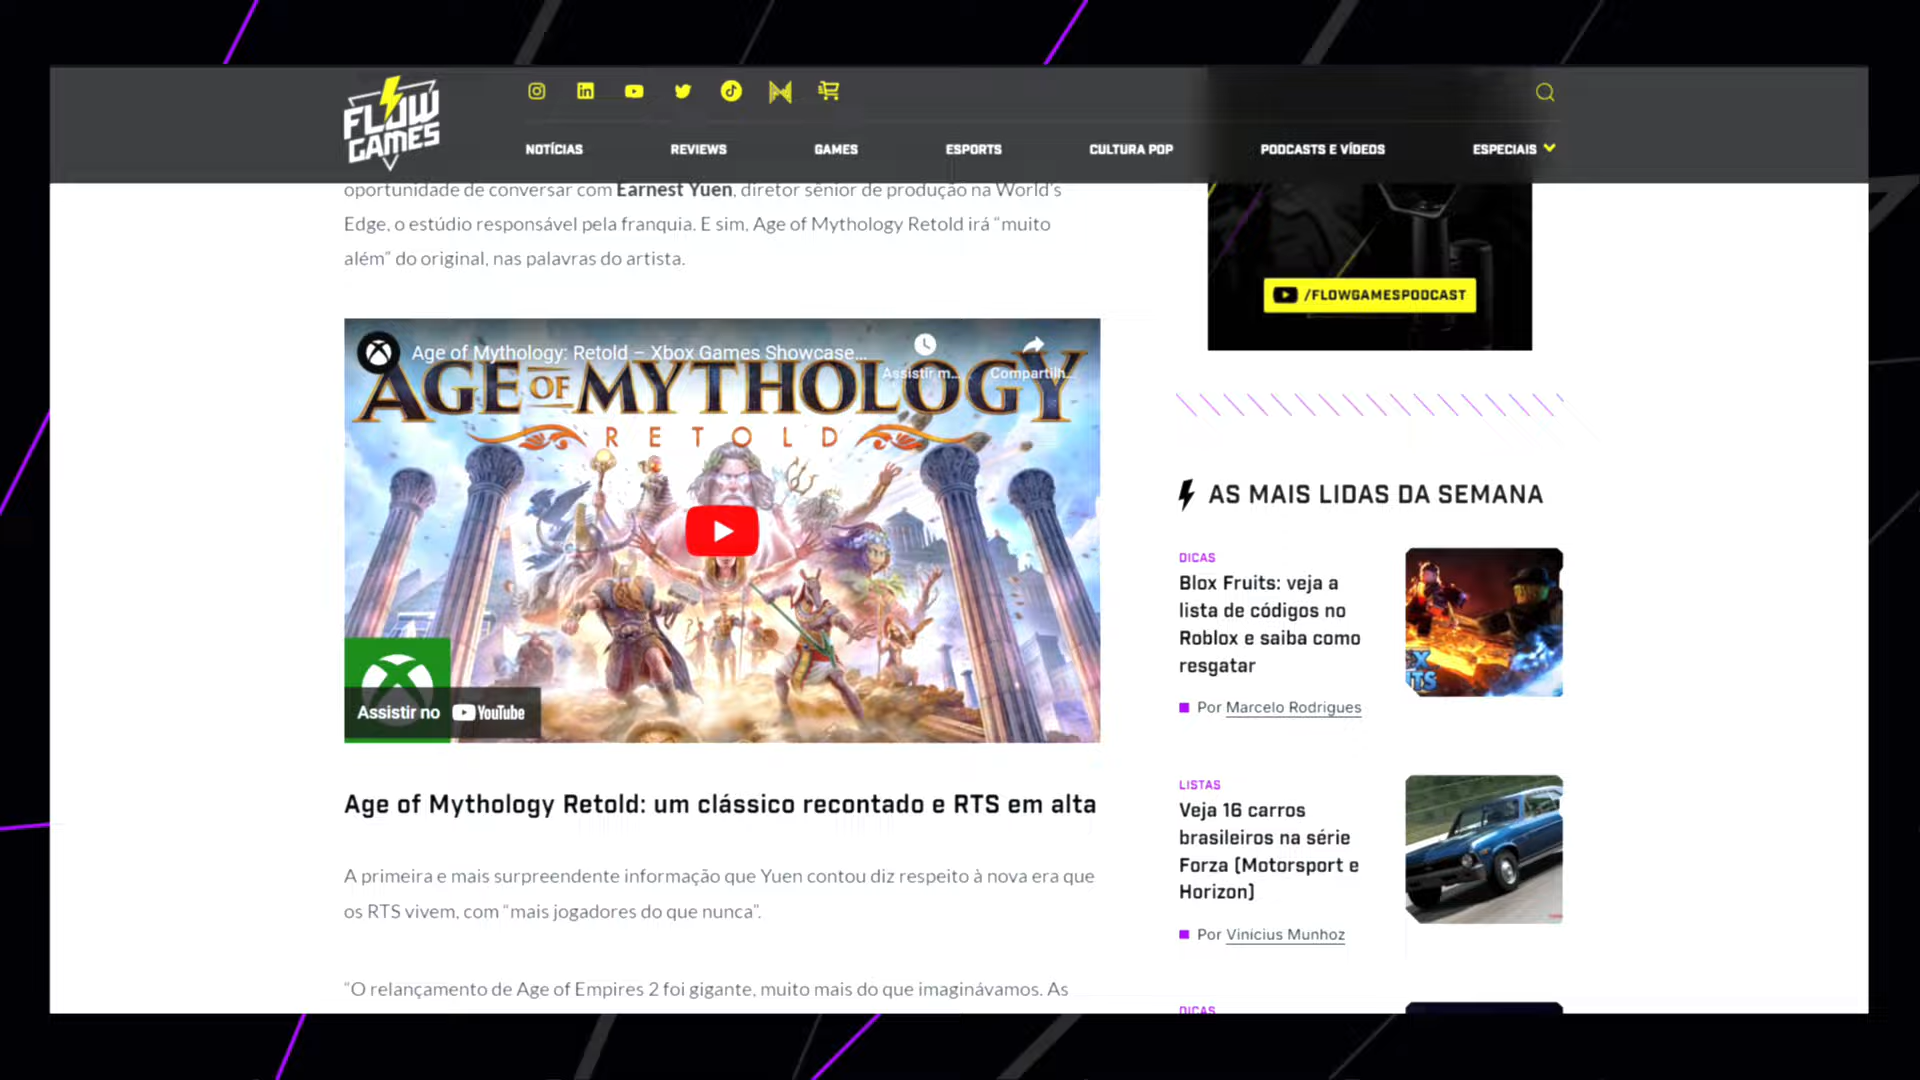 FLOW
GAMES
NOTÍCIAS
REVIEWS
GAMES
ESPORTS
CULTURA POP
PODCASTS E VÍDEOS
ESPECIAIS
oportunidade de conversar com Earnest Yuen, diretor sênior de produção na World's
Edge, o estúdio responsável pela franquia. E sim, Age of Mythology Retold irá “muito
além” do original, nas palavras do artista.
Age of Mythology: Retold – Xbox Games Showcase...
Assistir m...
Compartilh...
AGE OF MYTHOLOGY
RETOLD
Assistir no YouTube
Age of Mythology Retold: um clássico recontado e RTS em alta
A primeira e mais surpreendente informação que Yuen contou diz respeito à nova era que
os RTS vivem, com “mais jogadores do que nunca”.
“O relançamento de Age of Empires 2 foi gigante, muito mais do que imaginávamos. As
/FLOWGAMESPODCAST
AS MAIS LIDAS DA SEMANA
DICAS
Blox Fruits: veja a
lista de códigos no
Roblox e saiba como
resgatar
Por Marcelo Rodrigues
LISTAS
Veja 16 carros
brasileiros na série
Forza (Motorsport e
Horizon)
Por Vinícius Munhoz
DICAS